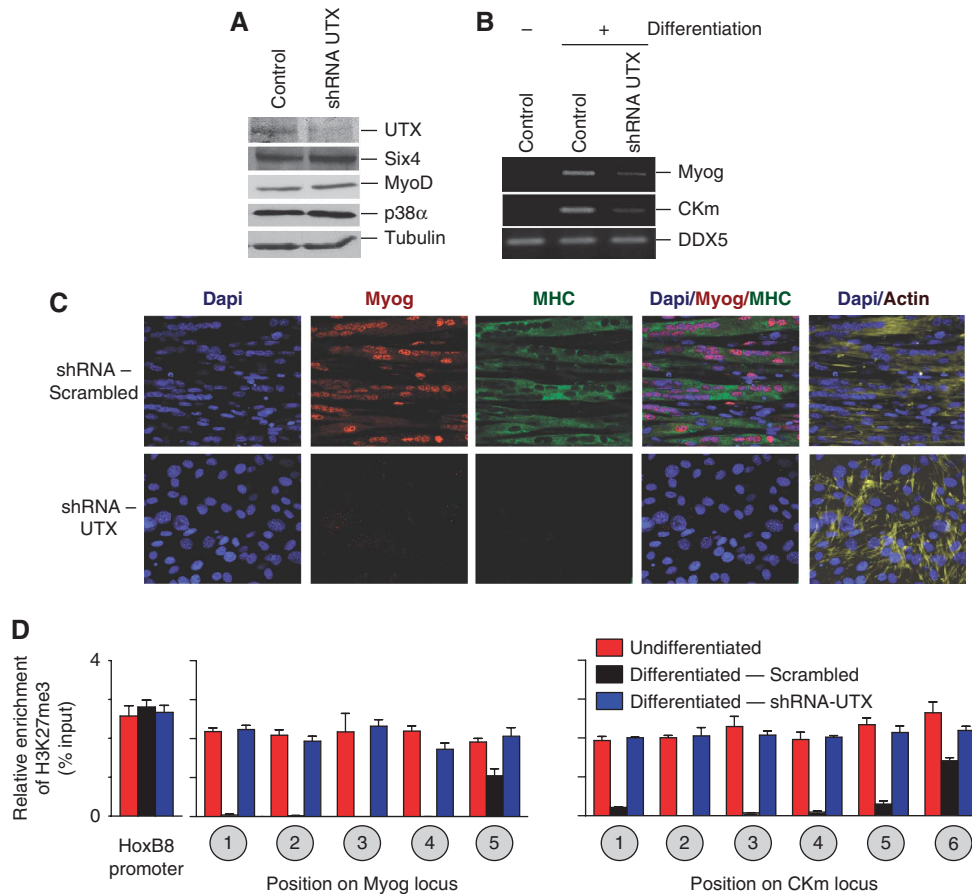 A
Control
shRNA UTX
UTX
Six4
MyoD
p38α
Tubulin
B
– + Differentiation
Control
Control
shRNA UTX
Myog
CKm
DDX5
C
Dapi Myog MHC Dapi/Myog/MHC Dapi/Actin
shRNA –
Scrambled
shRNA –
UTX
D
Relative enrichment
of H3K27me3
(% input)
4
0
HoxB8
promoter
1 2 3 4 5
Position on Myog locus
Undifferentiated
Differentiated — Scrambled
Differentiated — shRNA-UTX
1 2 3 4 5 6
Position on CKm locus